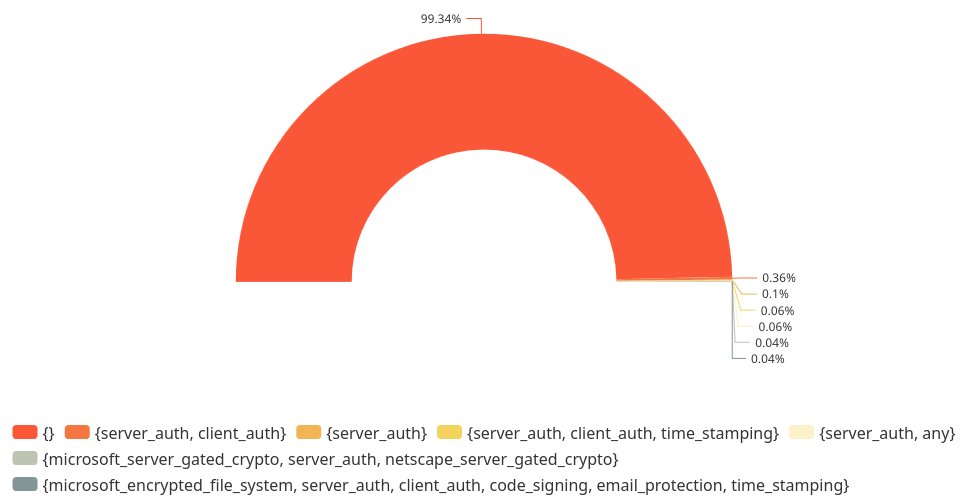 99.34%
0.36%
0.1%
0.06%
0.06%
0.04%
0.04%
{} {server_auth, client_auth} {server_auth} {server_auth, client_auth, time_stamping} {server_auth, any}
{microsoft_server_gated_crypto, server_auth, netscape_server_gated_crypto}
{microsoft_encrypted_file_system, server_auth, client_auth, code_signing, email_protection, time_stamping}